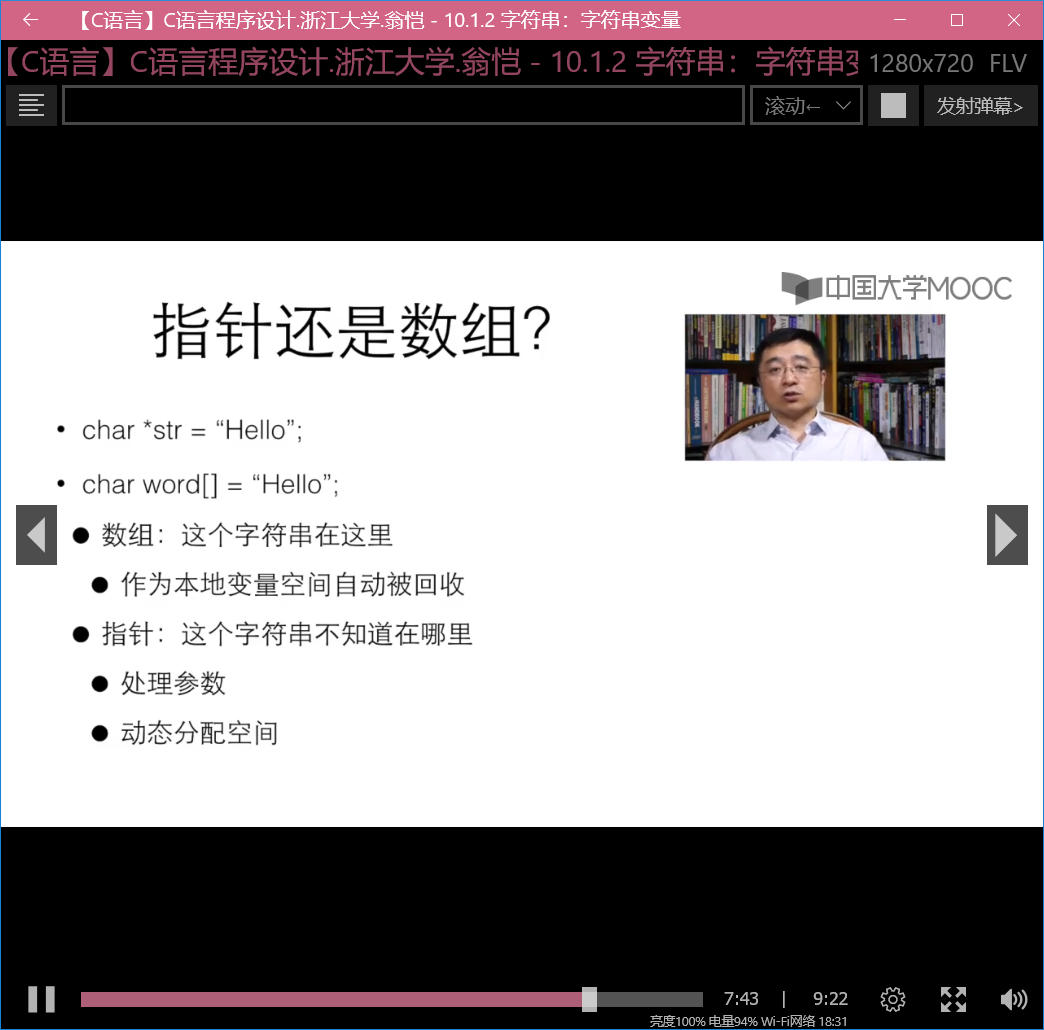 【C语言】C语言程序设计.浙江大学.翁恺 - 10.1.2 字符串：字符串变量
【C语言】C语言程序设计.浙江大学.翁恺 - 10.1.2 字符串：字符串变 1280x720 FLV
滚动← 发射弹幕>
中国大学MOOC
指针还是数组?
• char *str = “Hello”;
• char word[] = “Hello”;
● 数组：这个字符串在这里
● 作为本地变量空间自动被回收
● 指针：这个字符串不知道在哪里
● 处理参数
● 动态分配空间
7:43 | 9:22
亮度100% 电量94% Wi-Fi网络 18:31